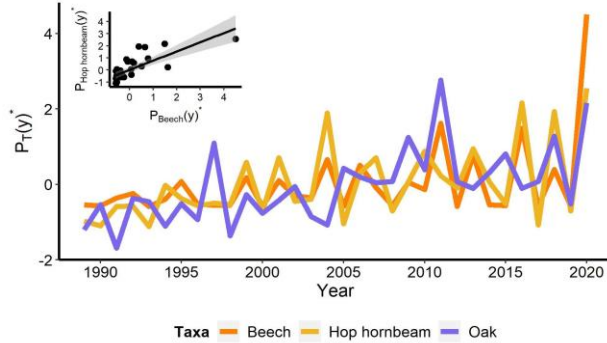 P_Hop hornbeam(y)*
4
3
2
1
0
-1
0 1 2 3 4
P_Beech(y)*
P_T(y)*
4
2
0
-2
1990 1995 2000 2005 2010 2015 2020
Year
Taxa Beech Hop hornbeam Oak